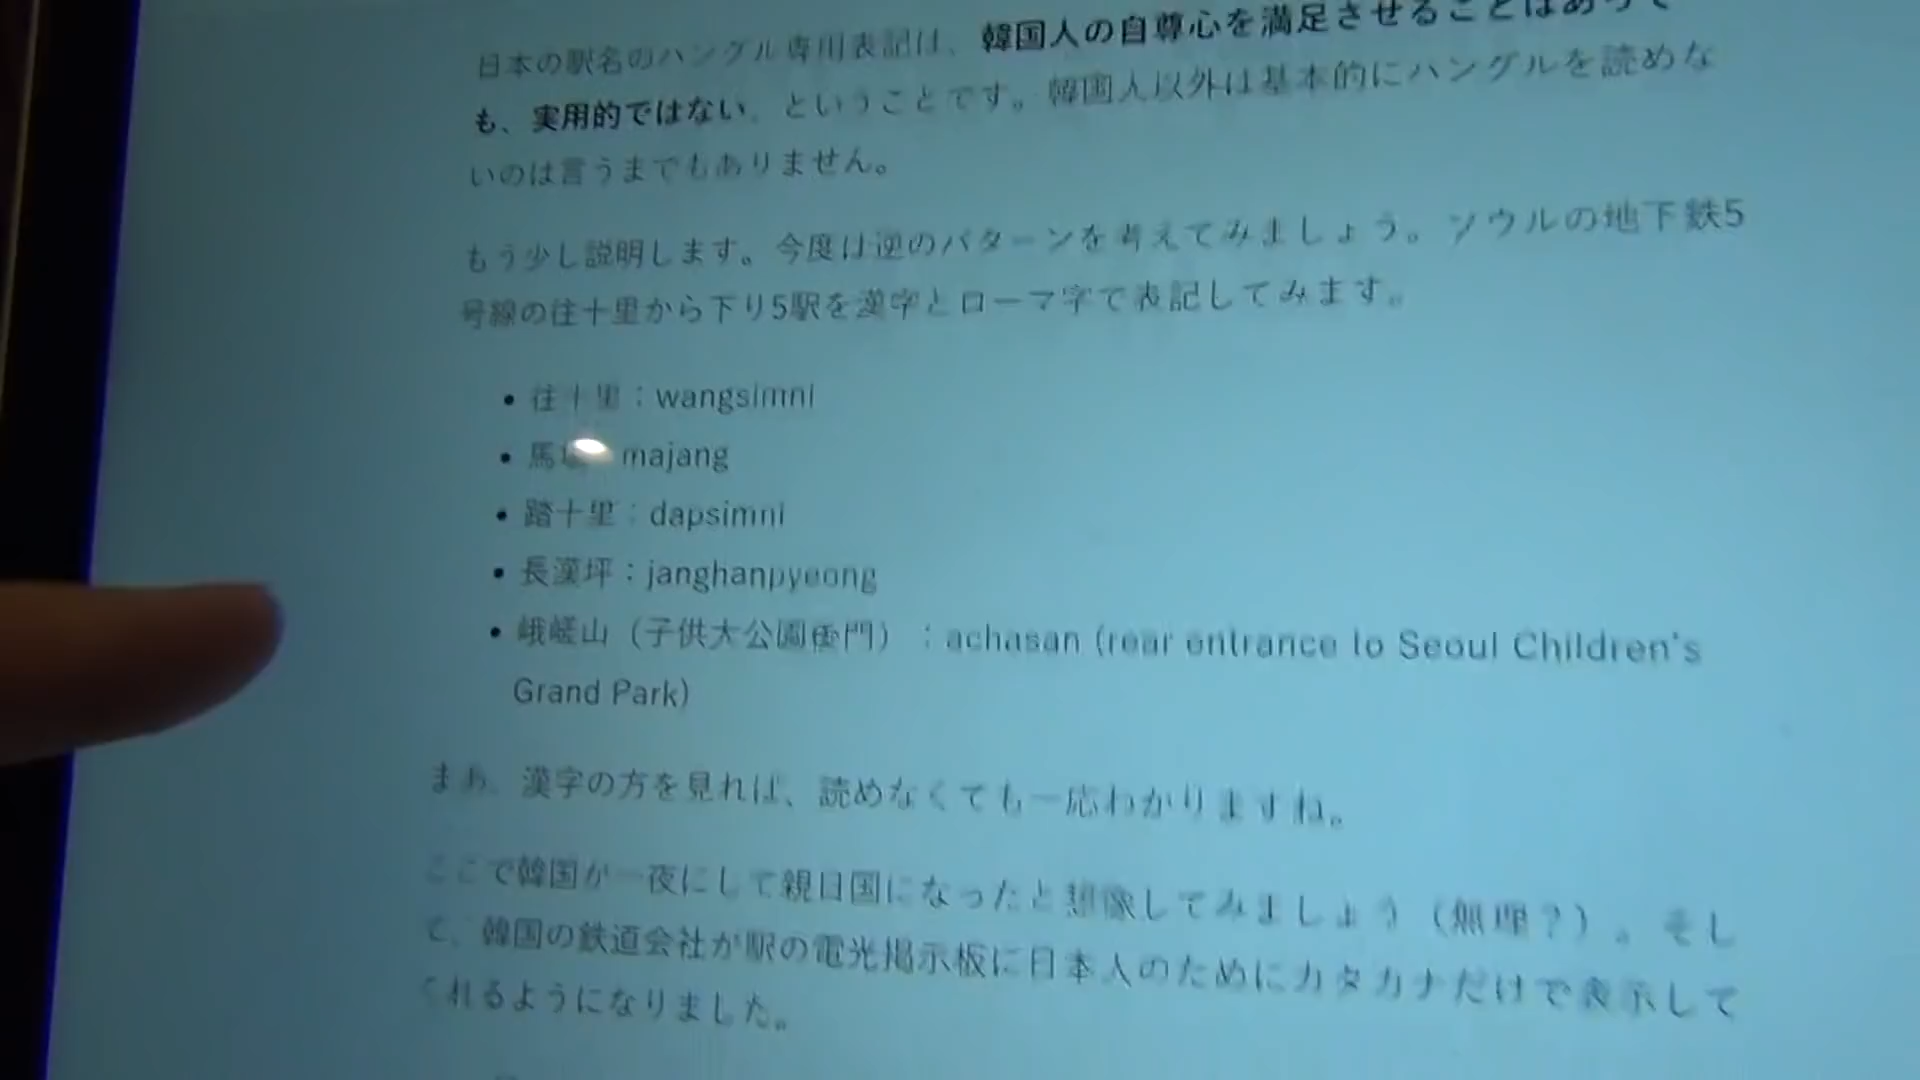 日本の駅名のハングル専用表記は、韓国人の自尊心を満足させることはあって
も、実用的ではない、ということです。韓国人以外は基本的にハングルを読めな
いのは言うまでもありません。
もう少し説明します。今度は逆のパターンを考えてみましょう。ソウルの地下鉄5
号線の往十里から下り5駅を漢字とローマ字で表記してみます。
• 往十里：wangsimni
• 馬 majang
• 踏十里：dapsimni
• 長漢坪：janghanpyeong
• 峨嵯山（子供大公園後門）：achasan (rear entrance to Seoul Children's
Grand Park)
まあ、漢字の方を見れば、読めなくても一応わかりますね。
ここで韓国が一夜にして親日国になったと想像してみましょう（無理？）。そし
て、韓国の鉄道会社が駅の電光掲示板に日本人のためにカタカナだけで表示して
くれるようになりました。